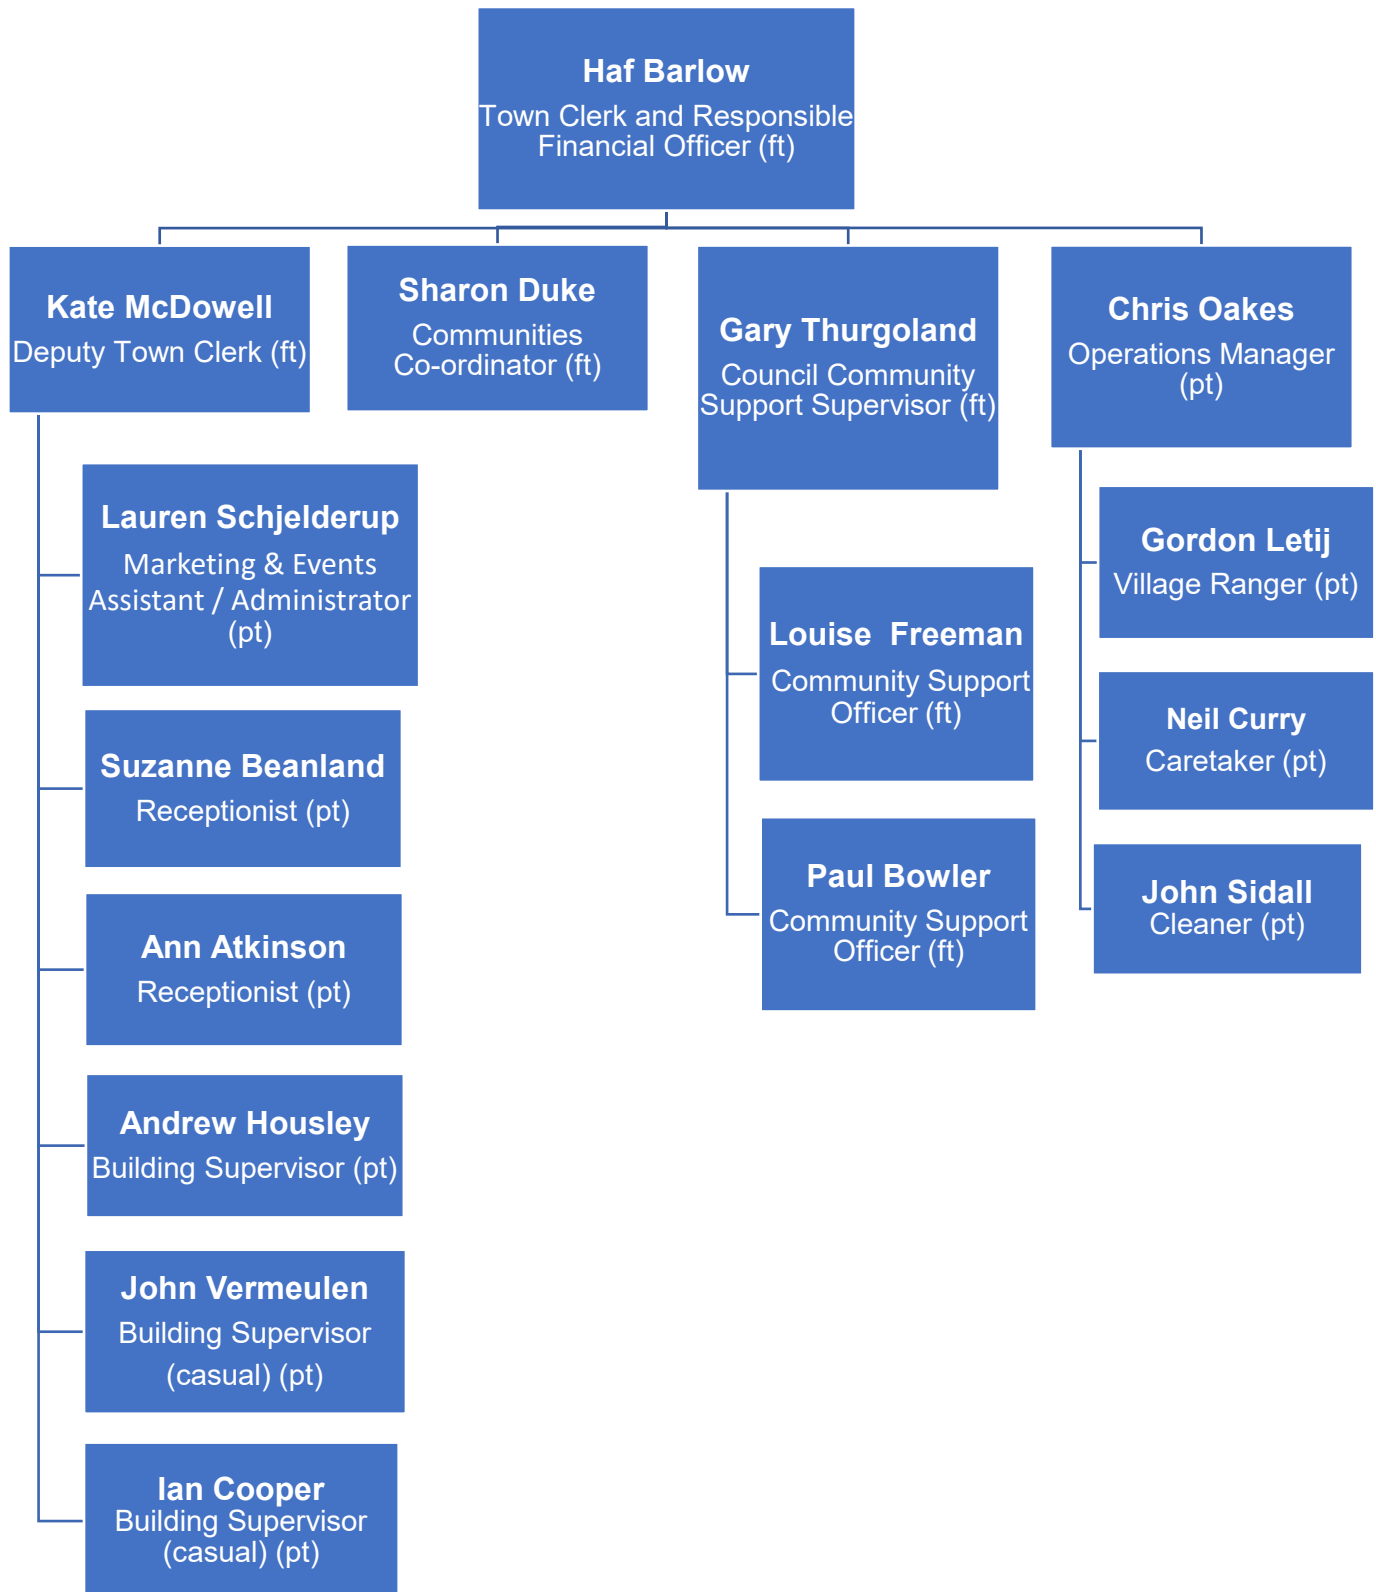 Haf Barlow
Town Clerk and Responsible
Financial Officer (ft)
Kate McDowell
Deputy Town Clerk (ft)
Sharon Duke
Communities
Co-ordinator (ft)
Gary Thurgoland
Council Community
Support Supervisor (ft)
Chris Oakes
Operations Manager
(pt)
Lauren Schjelderup
Marketing & Events
Assistant / Administrator
(pt)
Suzanne Beanland
Receptionist (pt)
Ann Atkinson
Receptionist (pt)
Andrew Housley
Building Supervisor (pt)
John Vermeulen
Building Supervisor
(casual) (pt)
Ian Cooper
Building Supervisor
(casual) (pt)
Louise  Freeman
Community Support
Officer (ft)
Paul Bowler
Community Support
Officer (ft)
Gordon Letij
Village Ranger (pt)
Neil Curry
Caretaker (pt)
John Sidall
Cleaner (pt)